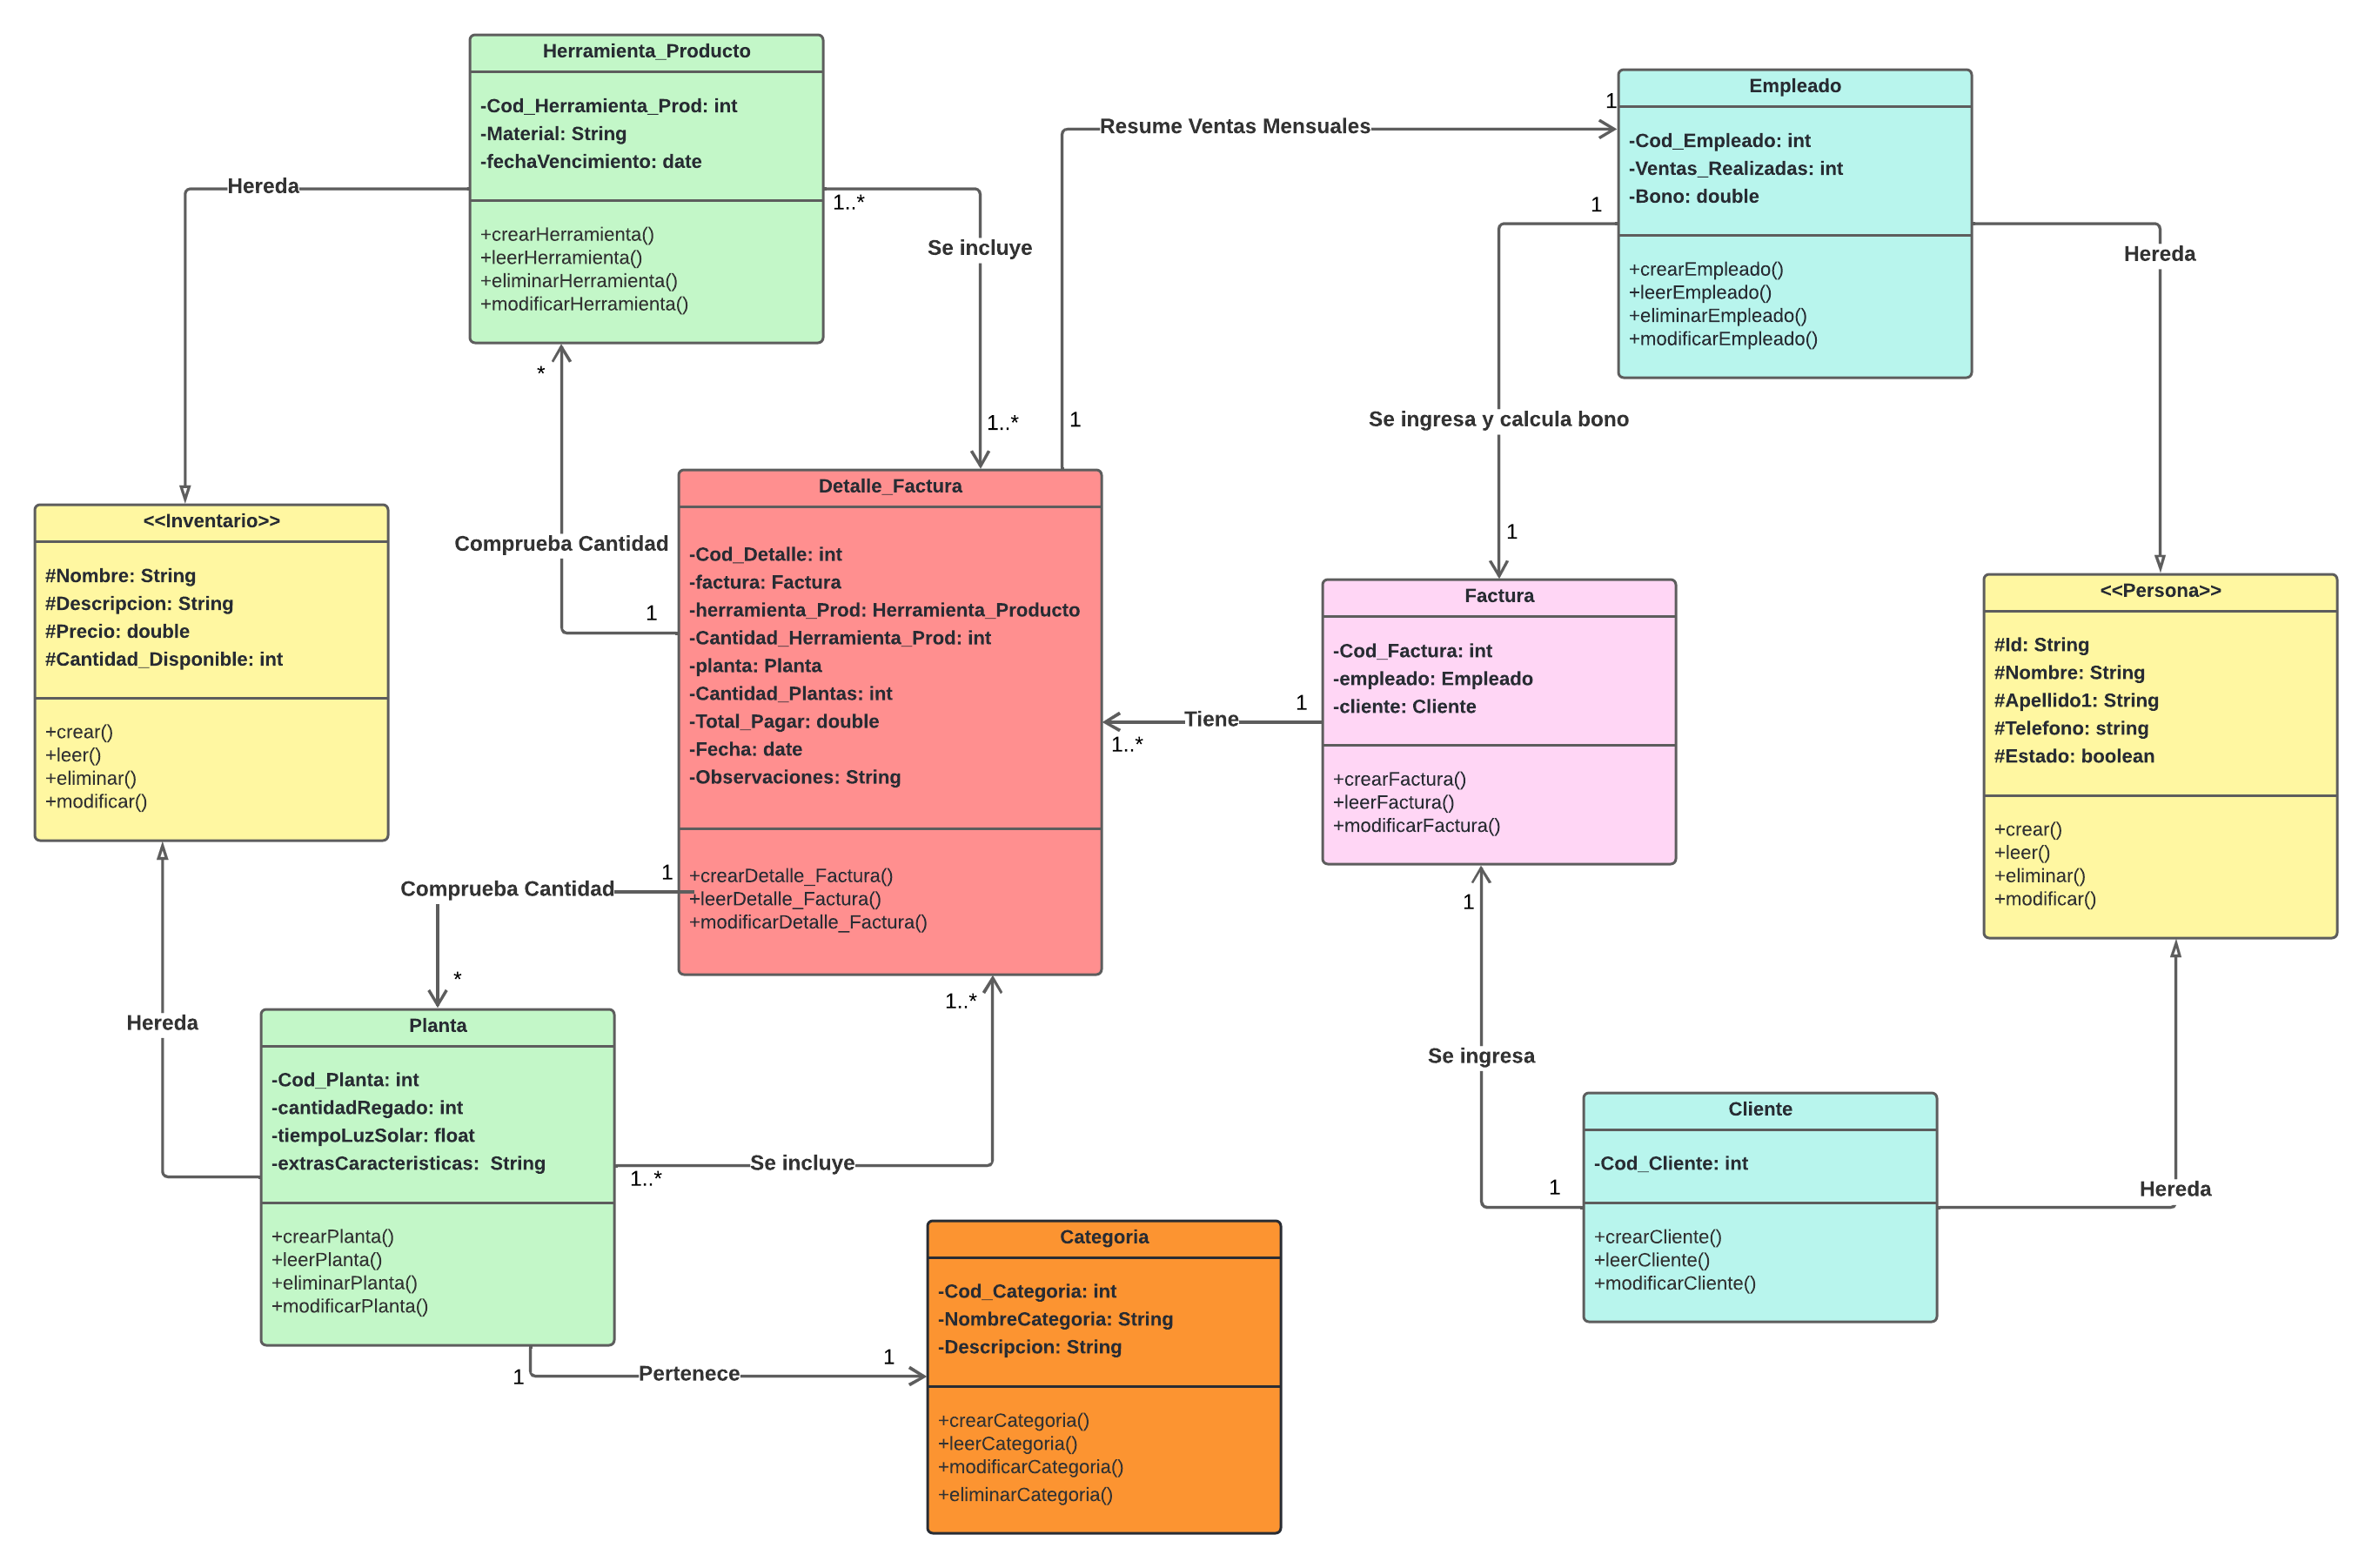 Herramienta_Producto
-Cod_Herramienta_Prod: int
-Material: String
-fechaVencimiento: date
+crearHerramienta()
+leerHerramienta()
+eliminarHerramienta()
+modificarHerramienta()
Hereda
1..*
Se incluye
1..*
*
Comprueba Cantidad
1
Resume Ventas Mensuales
1
1
Empleado
-Cod_Empleado: int
-Ventas_Realizadas: int
-Bono: double
+crearEmpleado()
+leerEmpleado()
+eliminarEmpleado()
+modificarEmpleado()
1
Se ingresa y calcula bono
1
Hereda
<<Inventario>>
#Nombre: String
#Descripcion: String
#Precio: double
#Cantidad_Disponible: int
+crear()
+leer()
+eliminar()
+modificar()
Detalle_Factura
-Cod_Detalle: int
-factura: Factura
-herramienta_Prod: Herramienta_Producto
-Cantidad_Herramienta_Prod: int
-planta: Planta
-Cantidad_Plantas: int
-Total_Pagar: double
-Fecha: date
-Observaciones: String
+crearDetalle_Factura()
+leerDetalle_Factura()
+modificarDetalle_Factura()
1
Tiene
1..*
Factura
-Cod_Factura: int
-empleado: Empleado
-cliente: Cliente
+crearFactura()
+leerFactura()
+modificarFactura()
<<Persona>>
#Id: String
#Nombre: String
#Apellido1: String
#Telefono: string
#Estado: boolean
+crear()
+leer()
+eliminar()
+modificar()
1
Comprueba Cantidad
*
Hereda
Planta
-Cod_Planta: int
-cantidadRegado: int
-tiempoLuzSolar: float
-extrasCaracteristicas:  String
+crearPlanta()
+leerPlanta()
+eliminarPlanta()
+modificarPlanta()
1..*
Se incluye
1..*
1
Se ingresa
1
Cliente
-Cod_Cliente: int
+crearCliente()
+leerCliente()
+modificarCliente()
Hereda
1
Pertenece
1
Categoria
-Cod_Categoria: int
-NombreCategoria: String
-Descripcion: String
+crearCategoria()
+leerCategoria()
+modificarCategoria()
+eliminarCategoria()